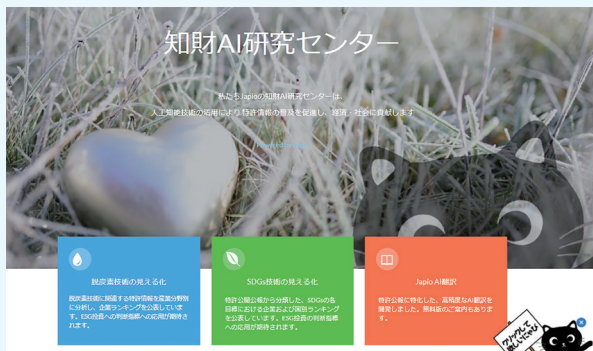 知財AI研究センター
私たちJapioの知財AI研究センターは、
人工知能技術の活用により特許情報の普及を促進し、経済・社会に貢献します
脱炭素技術の見える化
脱炭素技術に関連する特許情報を産業分野別
に分析し、企業ランキングを公表していま
す。ESG投資への判断指標への応用が期待さ
れます。
SDGs技術の見える化
特許公開公報から分類した、SDGsの各
目標における企業および国別ランキング
を公表しています。ESG投資の判断指標
への応用が期待されます。
Japio AI翻訳
特許公報に特化した、高精度なAI翻訳を
開発しました。無料版のご案内もありま
す。
クリックして